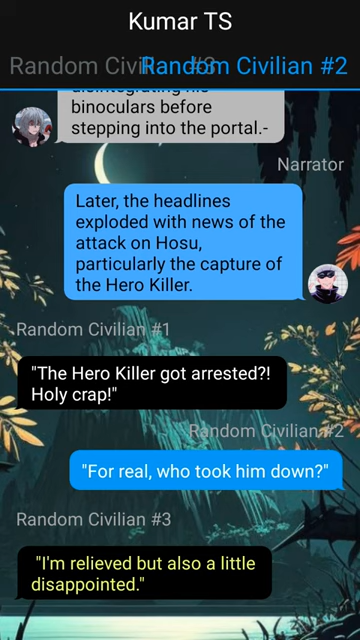 Kumar TS
Random Civilian #3
Random Civilian #2
binoculars before
stepping into the portal.-
Narrator
Later, the headlines
exploded with news of the
attack on Hosu,
particularly the capture of
the Hero Killer.
Random Civilian #1
"The Hero Killer got arrested?!
Holy crap!"
Random Civilian #2
"For real, who took him down?"
Random Civilian #3
"I'm relieved but also a little
disappointed."